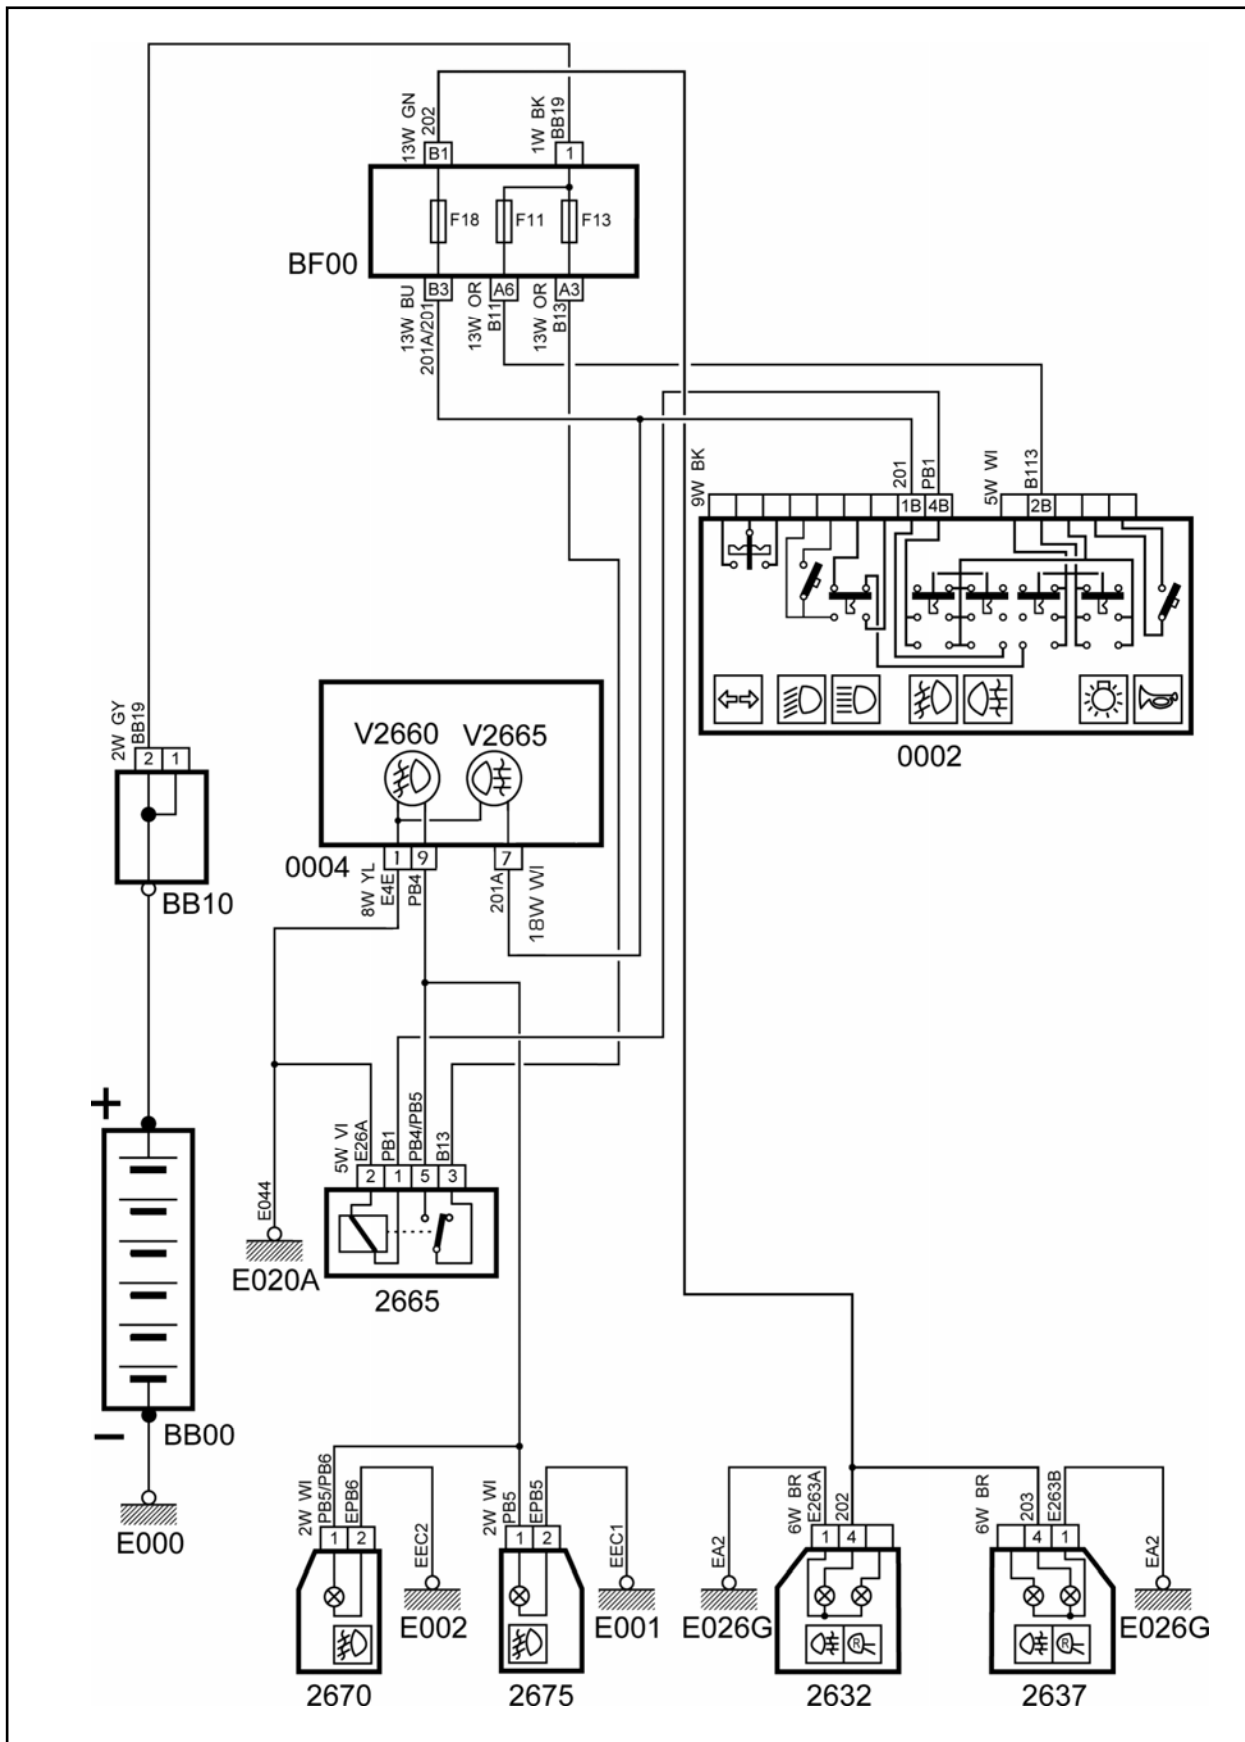 13W GN
202
1W BK
BB19
B1
1
F18
F11
F13
BF00
B3
A6
A3
13W BU
201A/201
13W OR
B11
13W OR
B13
9W BK
201
PB1
5W WI
B113
1B
4B
2B
0002
2W GY
BB19
2
1
BB10
V2660
V2665
0004
1
9
7
8W YL
E4E
PB4
201A
18W WI
+
BB00
−
E000
E044
E020A
5W VI
E26A
PB1
PB4/PB5
B13
2
1
5
3
2665
2W WI
PB5/PB6
EPB6
1
2
EEC2
E002
2670
2W WI
PB5
EPB5
1
2
EEC1
E001
2675
EA2
E026G
6W BR
E263A
202
1
4
R
2632
6W BR
203
E263B
4
1
R
EA2
E026G
2637